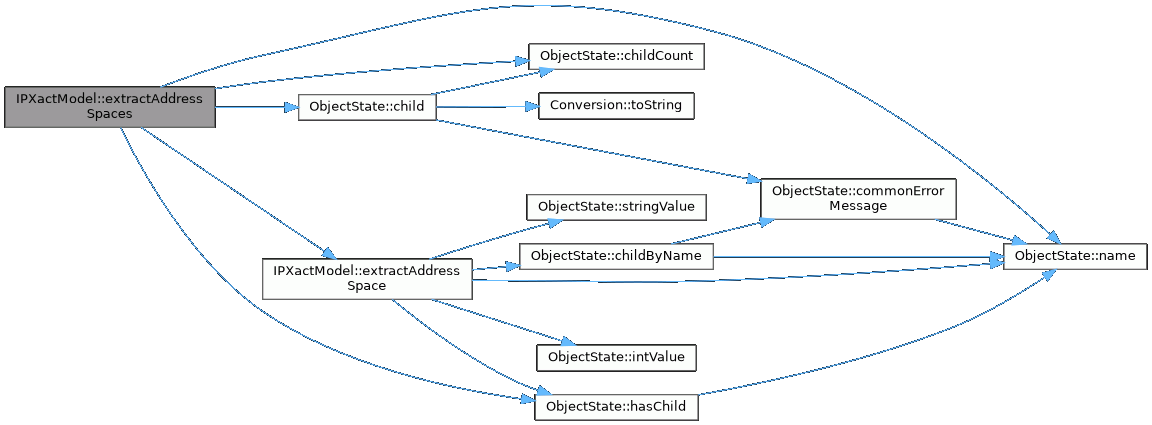 ObjectState::childCount
IPXactModel::extractAddress
Spaces
ObjectState::child
Conversion::toString
ObjectState::commonError
Message
ObjectState::stringValue
ObjectState::childByName
ObjectState::name
IPXactModel::extractAddress
Space
ObjectState::intValue
ObjectState::hasChild